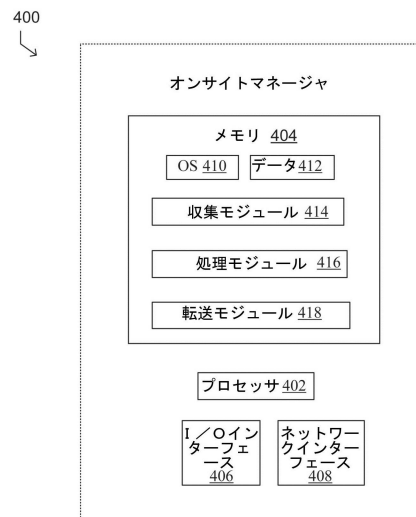 400
オンサイトマネージャ
メモリ 404
OS 410
データ412
収集モジュール 414
処理モジュール 416
転送モジュール 418
プロセッサ 402
I/Oイン
ターフェ
ース
406
ネットワー
クインター
フェース
408